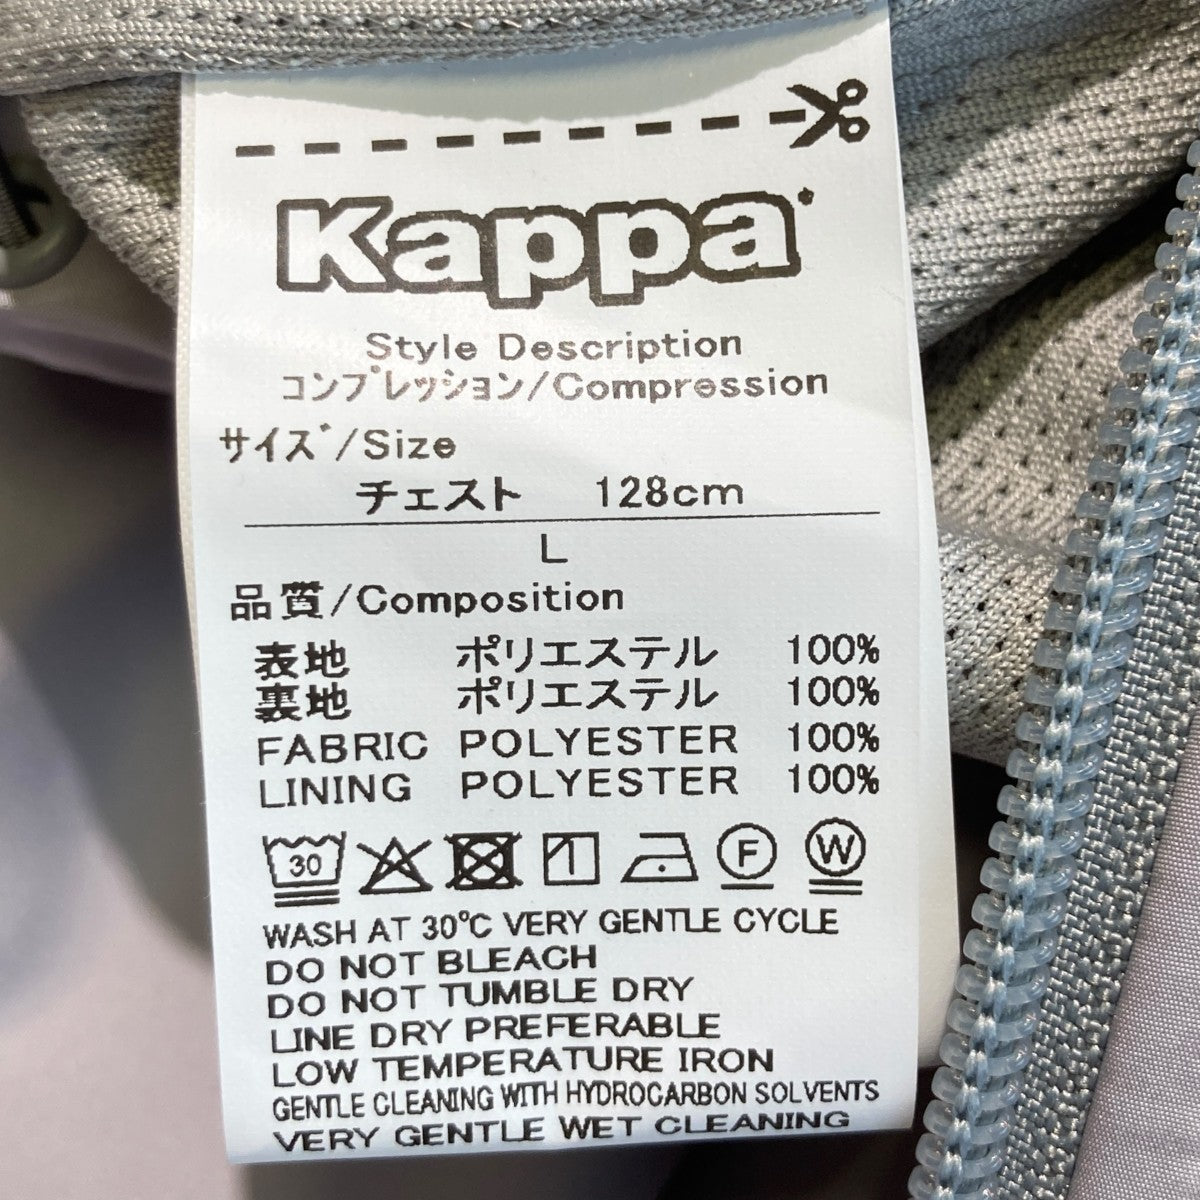 Kappa
Style Description
コンプレッション/Compression
サイズ/Size
チェスト 128cm
L
品質/Composition
表地 ポリエステル 100%
裏地 ポリエステル 100%
FABRIC POLYESTER 100%
LINING POLYESTER 100%
30 F W
WASH AT 30°C VERY GENTLE CYCLE
DO NOT BLEACH
DO NOT TUMBLE DRY
LINE DRY PREFERABLE
LOW TEMPERATURE IRON
GENTLE CLEANING WITH HYDROCARBON SOLVENTS
VERY GENTLE WET CLEANING